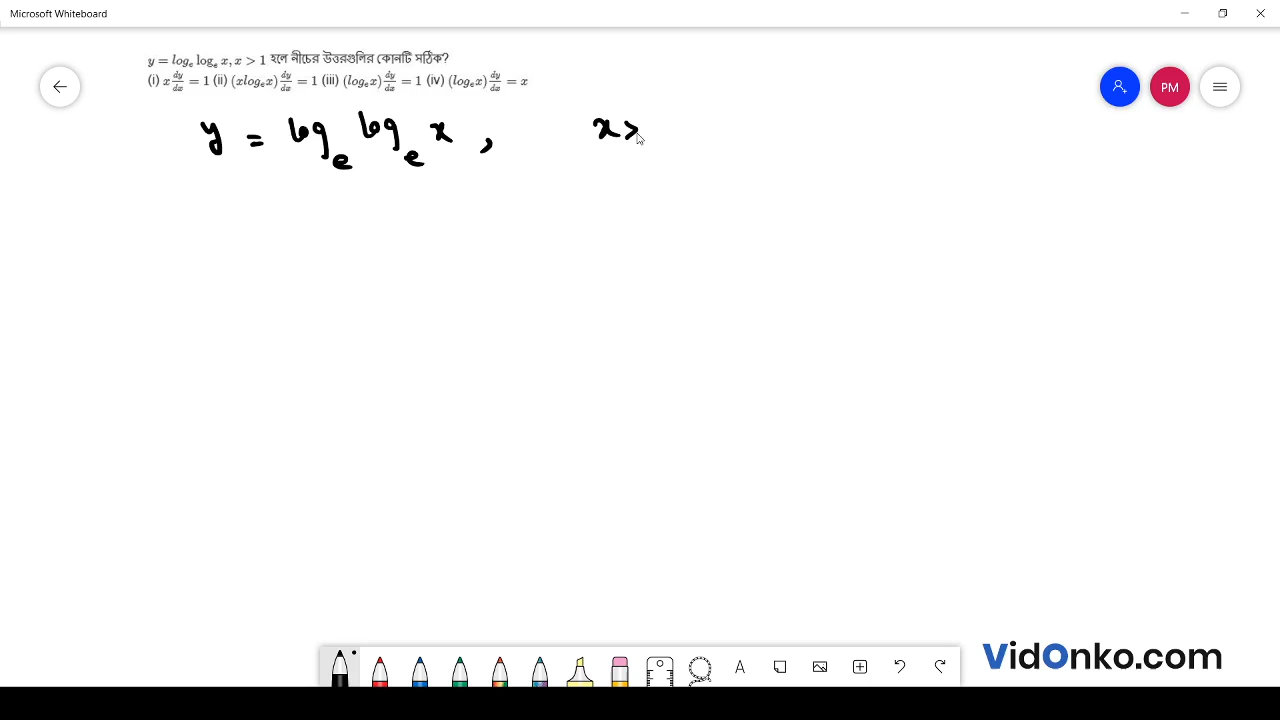 Microsoft Whiteboard
y = log_e log_e x, x > 1 হলে নীচের উত্তরগুলির কোনটি সঠিক?
(i) x dy/dx = 1 (ii) (xlog_e x) dy/dx = 1 (iii) (log_e x) dy/dx = 1 (iv) (log_e x) dy/dx = x
PM
y = log_e log_e x, x >
A
VidOnko.com